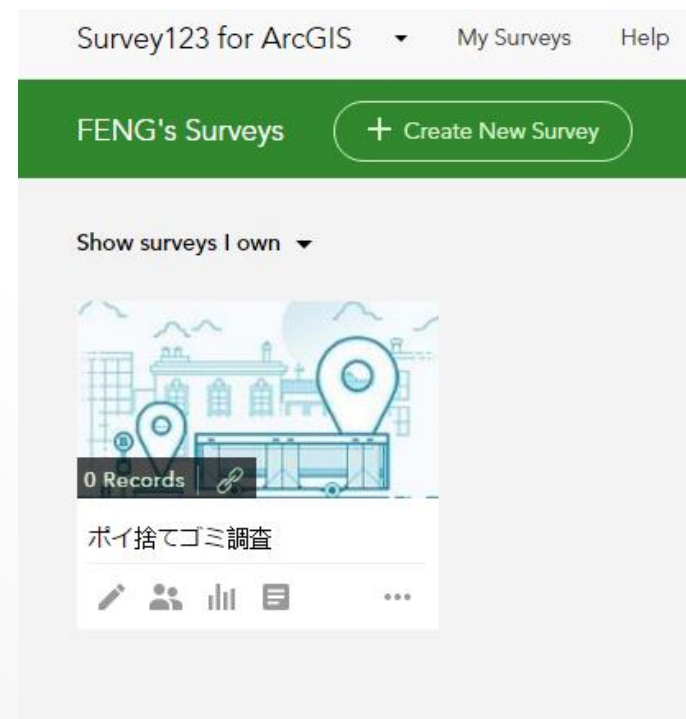 Survey123 for ArcGIS My Surveys Help
FENG's Surveys + Create New Survey
Show surveys I own
B
0 Records
ポイ捨てゴミ調査